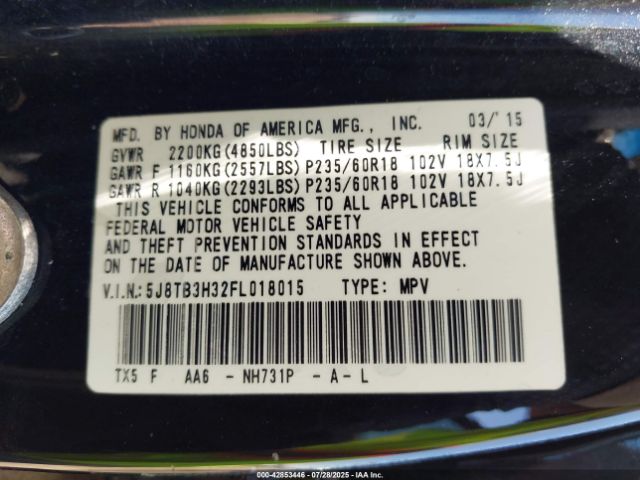 MFD. BY HONDA OF AMERICA MFG., INC. 03/'15
GVWR 2200KG(4850LBS) TIRE SIZE RIM SIZE
GAWR F 1160KG(2557LBS)P235/60R18 102V 18X7.5J
GAWR R 1040KG(2293LBS)P235/60R18 102V 18X7.5J
THIS VEHICLE CONFORMS TO ALL APPLICABLE
FEDERAL MOTOR VEHICLE SAFETY
AND THEFT PREVENTION STANDARDS IN EFFECT
ON THE DATE OF MANUFACTURE SHOWN ABOVE.
V.I.N.:5J8TB3H32FL018015 TYPE: MPV
TX5 F AA6 - NH731P - A - L
000-42853446 - 07/28/2025 - IAAI.com